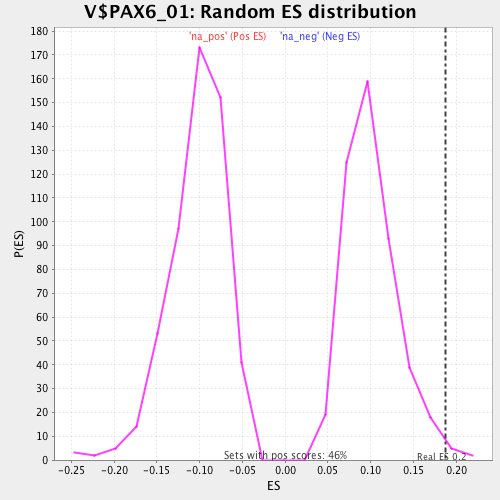 V$PAX6_01: Random ES distribution
'na_pos' (Pos ES) 'na_neg' (Neg ES)
180
170
160
150
140
130
120
110
100
90
80
70
60
50
40
30
20
10
0
P(ES)
Sets with pos scores: 46%
Real ES 0.2
-0.25 -0.20 -0.15 -0.10 -0.05 0.00 0.05 0.10 0.15 0.20
ES